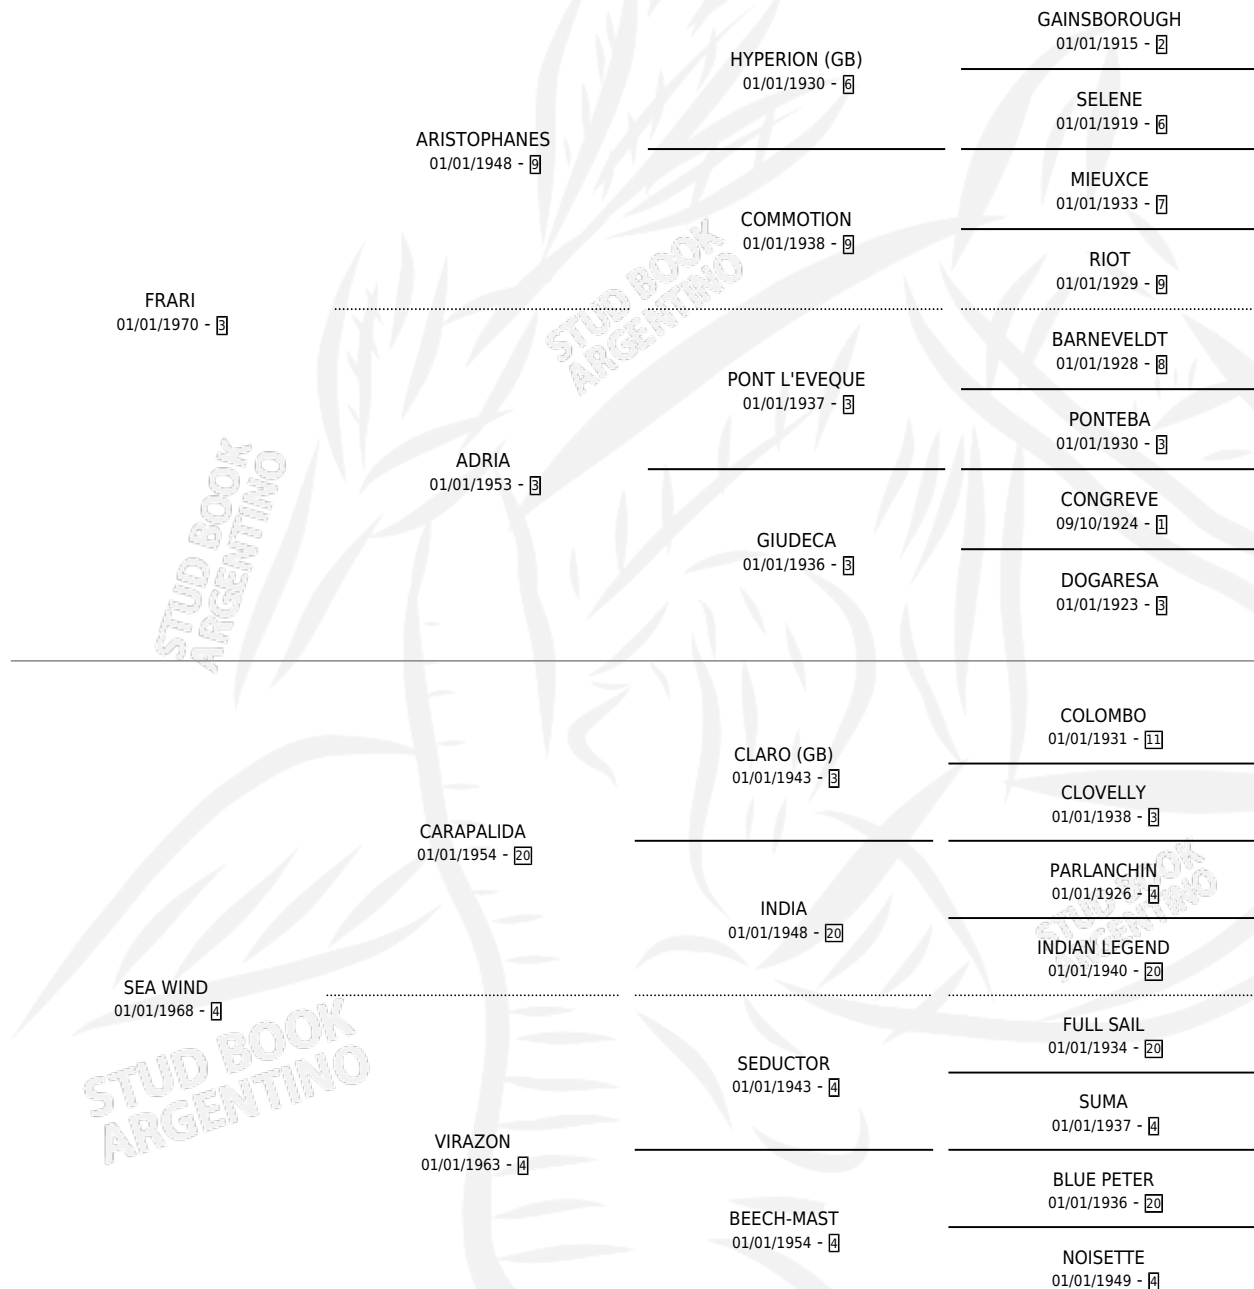 GAINSBOROUGH
01/01/1915 - 2
HYPERION (GB)
01/01/1930 - 6
SELENE
01/01/1919 - 6
ARISTOPHANES
01/01/1948 - 9
MIEUXCE
01/01/1933 - 7
COMMOTION
01/01/1938 - 9
RIOT
01/01/1929 - 9
FRARI
01/01/1970 - 3
BARNEVELDT
01/01/1928 - 8
PONT L'EVEQUE
01/01/1937 - 3
PONTEBA
01/01/1930 - 3
ADRIA
01/01/1953 - 3
CONGREVE
09/10/1924 - 1
GIUDECA
01/01/1936 - 3
DOGARESA
01/01/1923 - 3
COLOMBO
01/01/1931 - 11
CLARO (GB)
01/01/1943 - 3
CLOVELLY
01/01/1938 - 3
CARAPALIDA
01/01/1954 - 20
PARLANCHIN
01/01/1926 - 4
INDIA
01/01/1948 - 20
INDIAN LEGEND
01/01/1940 - 20
SEA WIND
01/01/1968 - 4
FULL SAIL
01/01/1934 - 20
SEDUCTOR
01/01/1943 - 4
SUMA
01/01/1937 - 4
VIRAZON
01/01/1963 - 4
BLUE PETER
01/01/1936 - 20
BEECH-MAST
01/01/1954 - 4
NOISETTE
01/01/1949 - 4
STUD BOOK
ARGENTINO
STUD BOOK
ARGENTINO
STUD BOOK
ARGENTINO
STUD BOOK
ARGENTINO